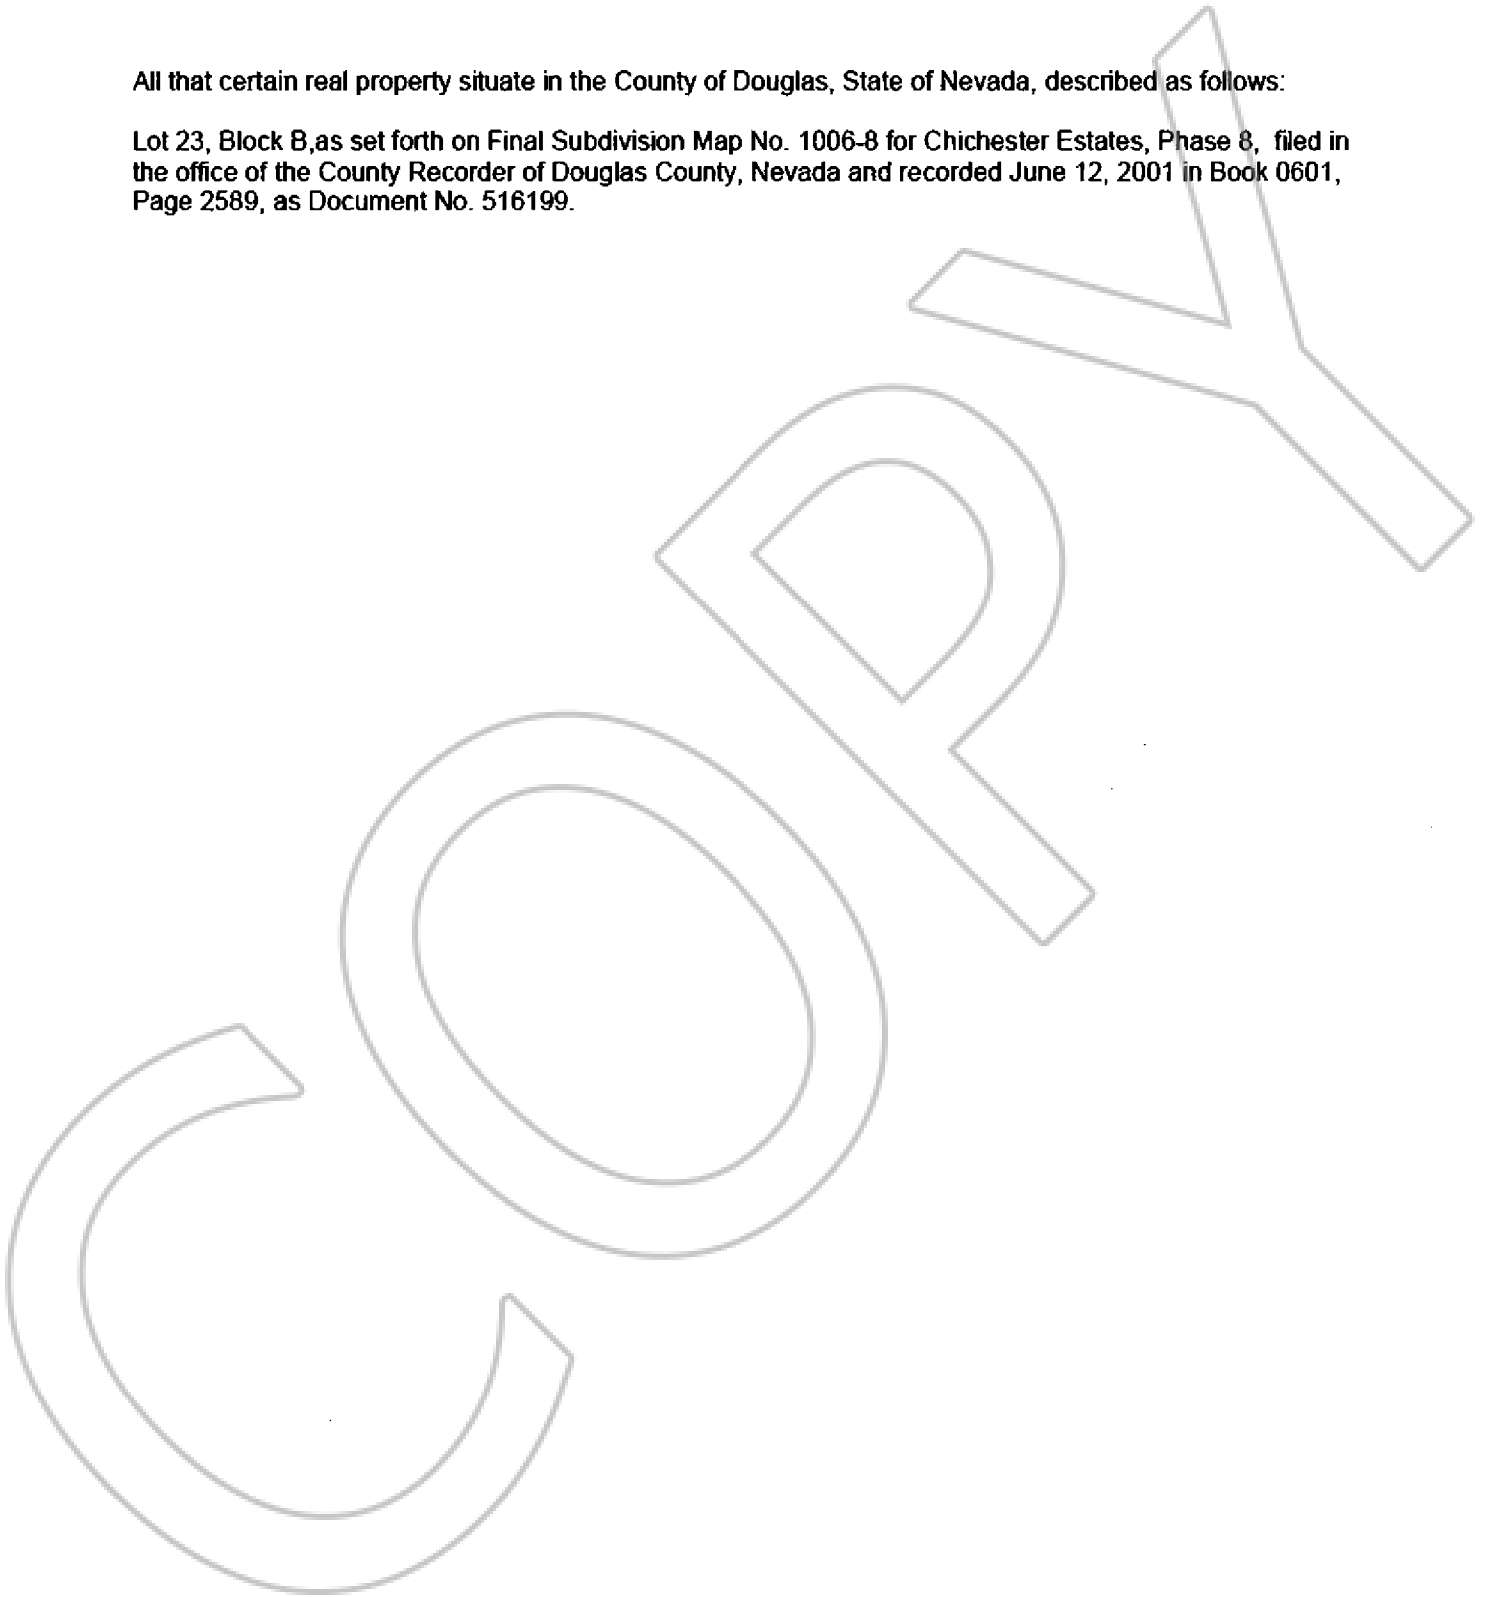 All that certain real property situate in the County of Douglas, State of Nevada, described as follows:
Lot 23, Block B,as set forth on Final Subdivision Map No. 1006-8 for Chichester Estates, Phase 8, filed in
the office of the County Recorder of Douglas County, Nevada and recorded June 12, 2001 in Book 0601,
Page 2589, as Document No. 516199.
COPY